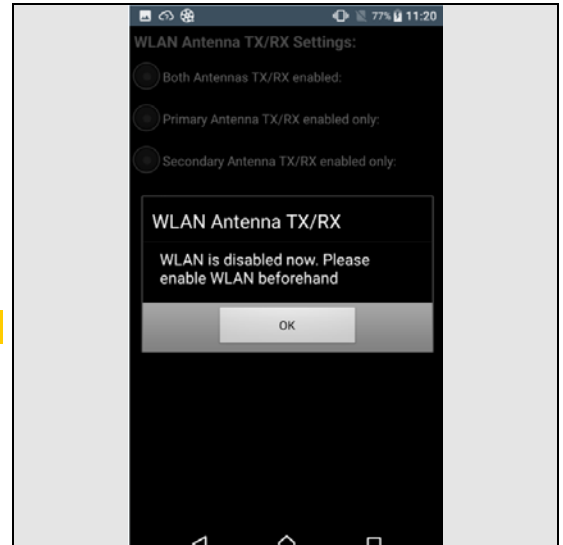 77% 11:20
WLAN Antenna TX/RX Settings:
Both Antennas TX/RX enabled:
Primary Antenna TX/RX enabled only:
Secondary Antenna TX/RX enabled only:
WLAN Antenna TX/RX
WLAN is disabled now. Please
enable WLAN beforehand
OK